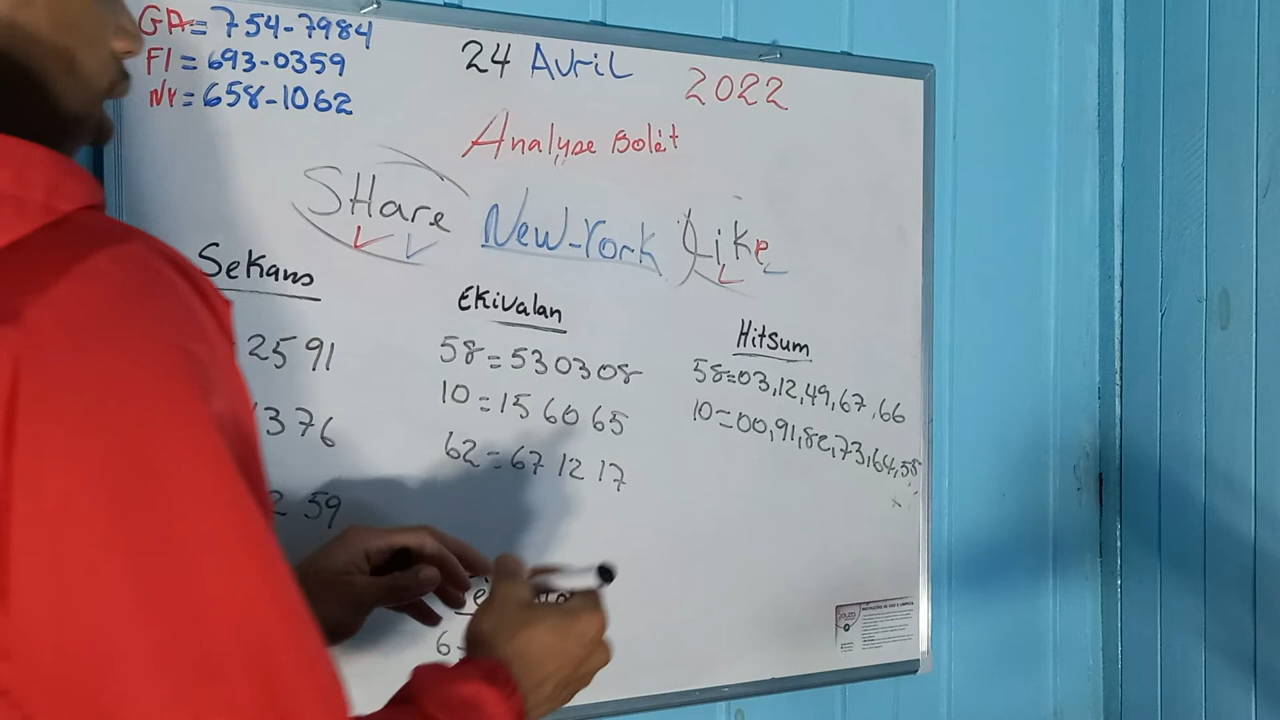 GA=754-7984
Fl=693-0359
NY=658-1062
24 Avril 2022
Analyse Bolèt
SHare New-York Like
Sekans
2591
376
59
EKivalan
58=530308
10=156065
62=671217
6
Hitsum
58=03,12,49,67,66
10=00,91,82,73,64,55